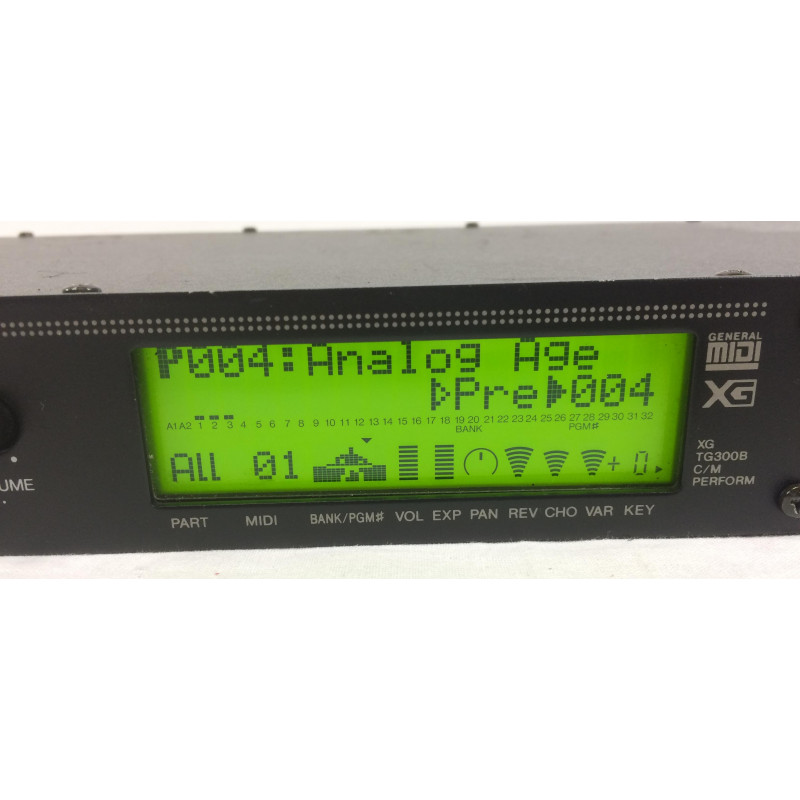 GENERAL
MIDI
XG
P004:Analog Age
Pre 004
A1 A2 1 2 3 4 5 6 7 8 9 10 11 12 13 14 15 16 17 18 19 20 21 22 23 24 25 26 27 28 29 30 31 32
BANK PGM#
All 01 + 0
XG
TG300B
C/M
PERFORM
UME
PART MIDI BANK/PGM# VOL EXP PAN REV CHO VAR KEY